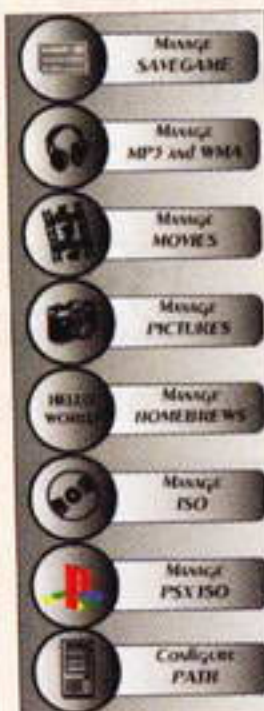 Manage
SAVEGAME
Manage
MP3 and WMA
Manage
MOVIES
Manage
PICTURES
HELLO
WORLD
Manage
HOMEBREWS
Manage
ISO
Manage
PSX ISO
Configure
PATH